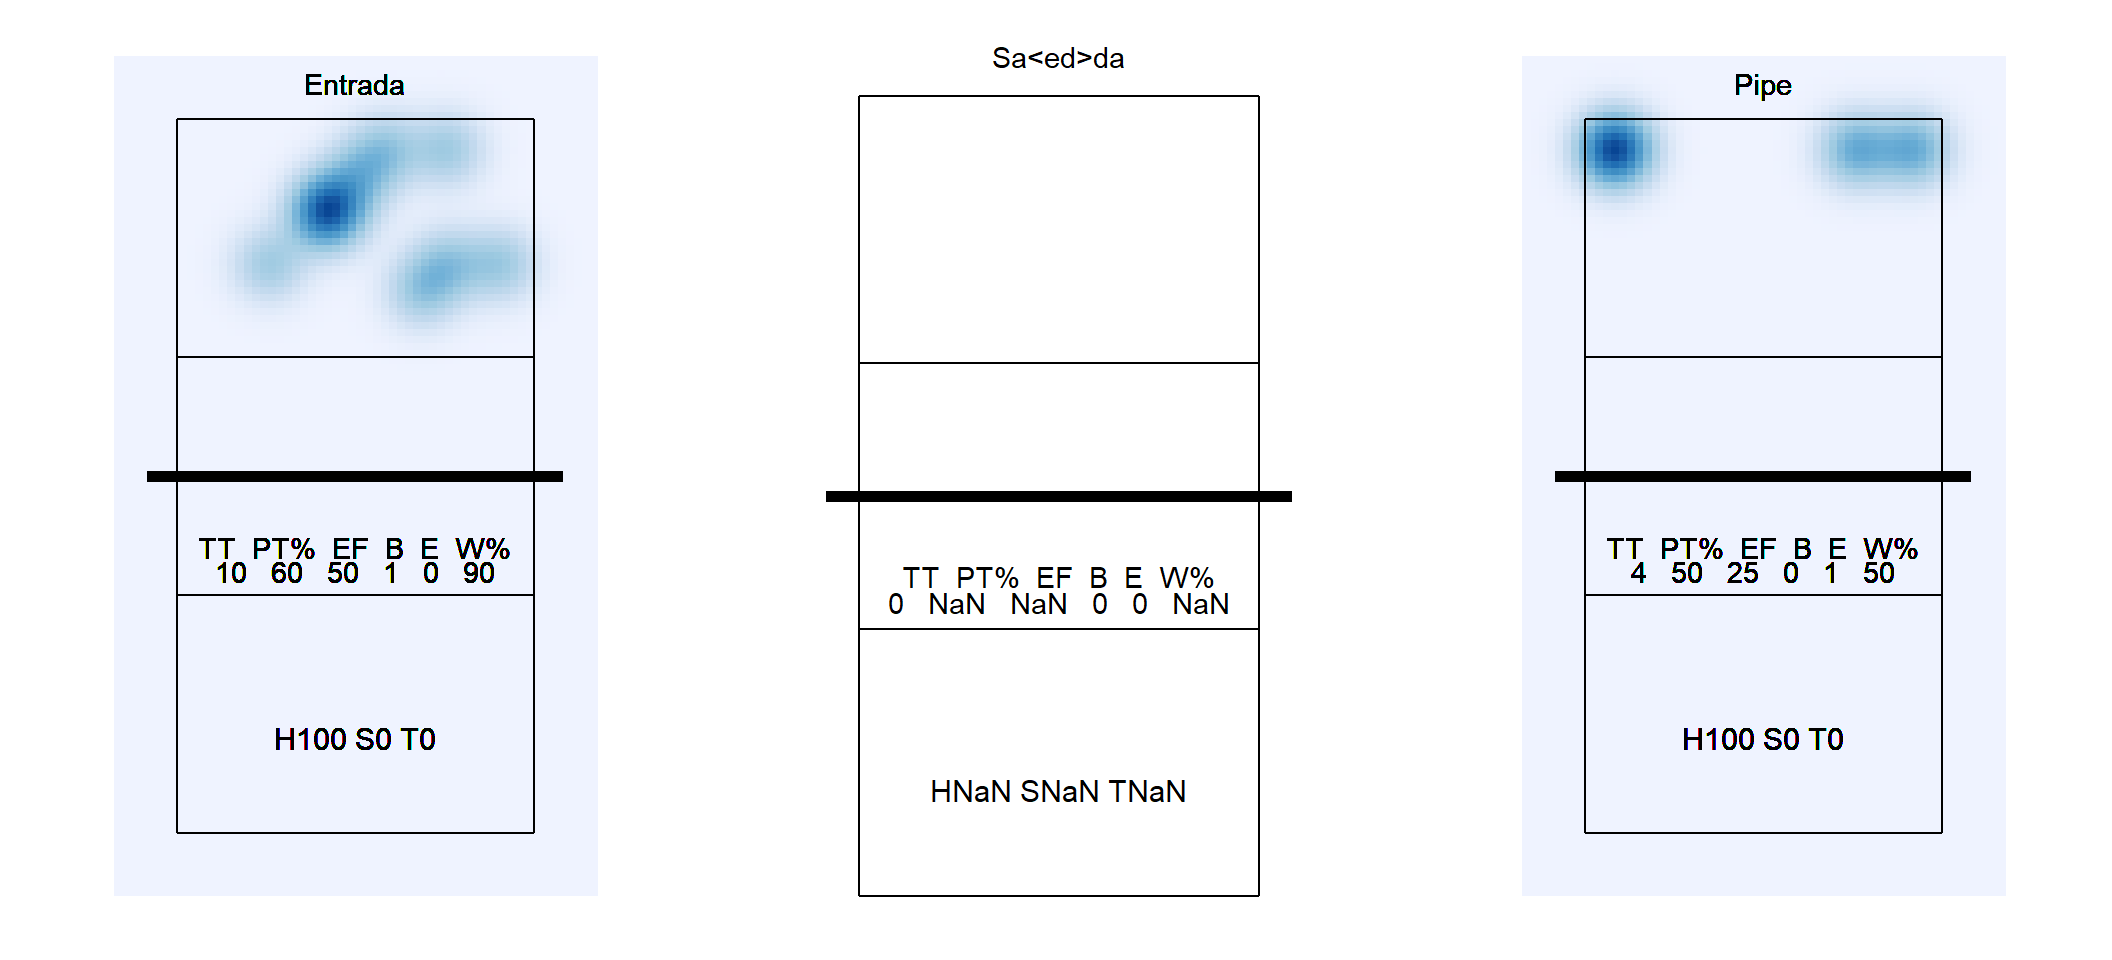 Entrada
TT PT% EF B E W%
10 60 50 1 0 90
H100 S0 T0
Sa<ed>da
TT PT% EF B E W%
0 NaN NaN 0 0 NaN
HNaN SNaN TNaN
Pipe
TT PT% EF B E W%
4 50 25 0 1 50
H100 S0 T0